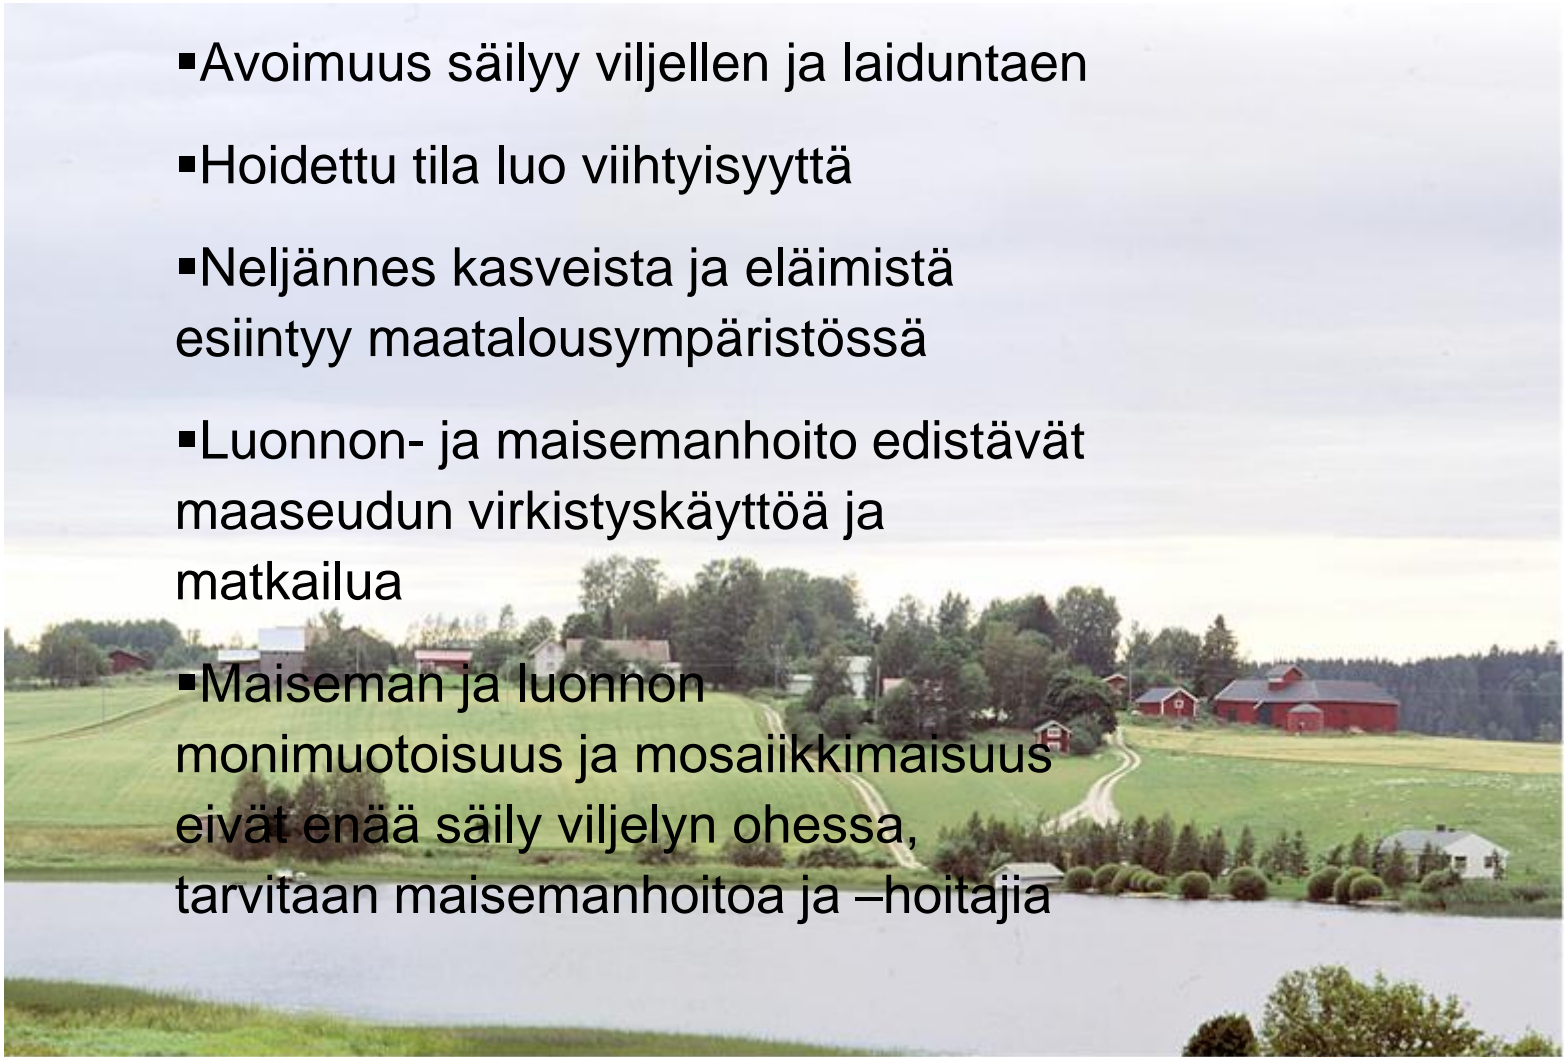 ▪Avoimuus säilyy viljellen ja laiduntaen
▪Hoidettu tila luo viihtyisyyttä
▪Neljännes kasveista ja eläimistä
esiintyy maatalousympäristössä
▪Luonnon- ja maisemanhoito edistävät
maaseudun virkistyskäyttöä ja
matkailua
▪Maiseman ja luonnon
monimuotoisuus ja mosaiikkimaisuus
eivät enää säily viljelyn ohessa,
tarvitaan maisemanhoitoa ja –hoitajia